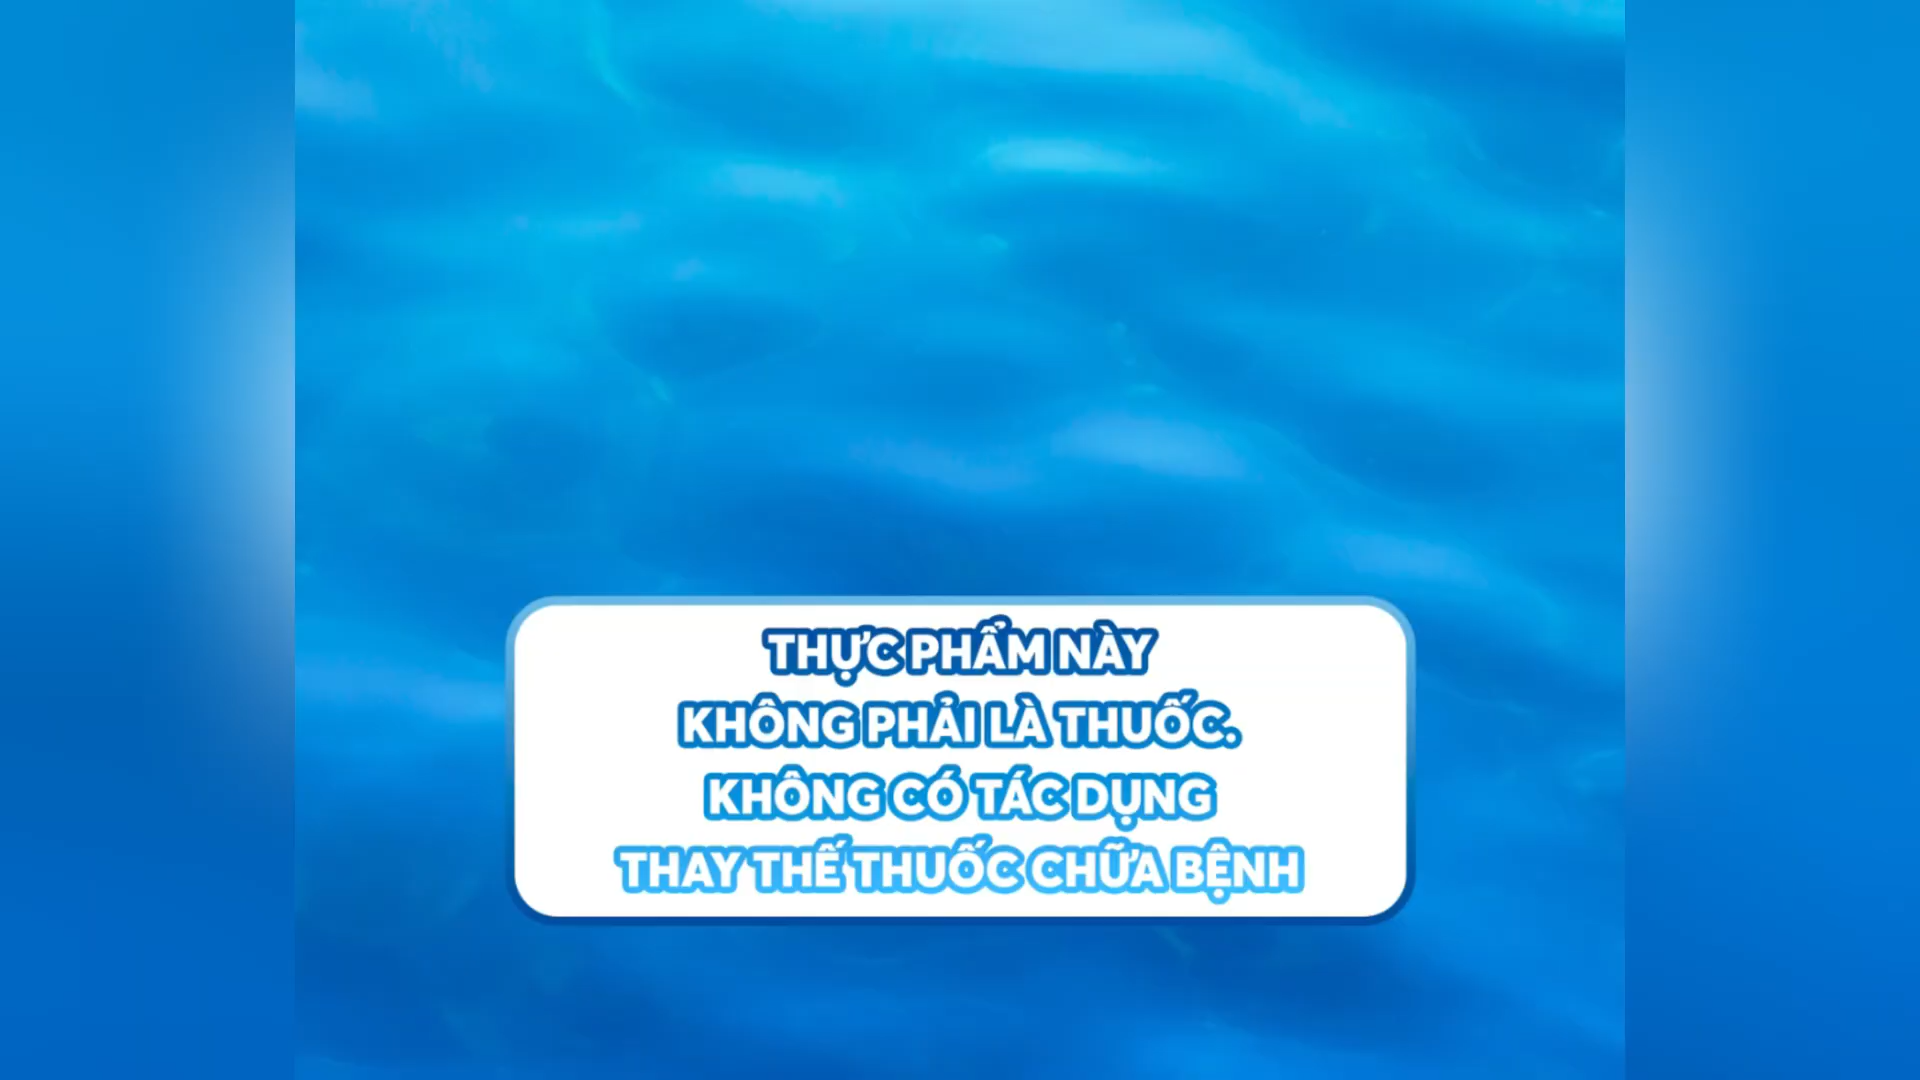 THỰC PHẨM NÀY
KHÔNG PHẢI LÀ THUỐC.
KHÔNG CÓ TÁC DỤNG
THAY THẾ THUỐC CHỮA BỆNH